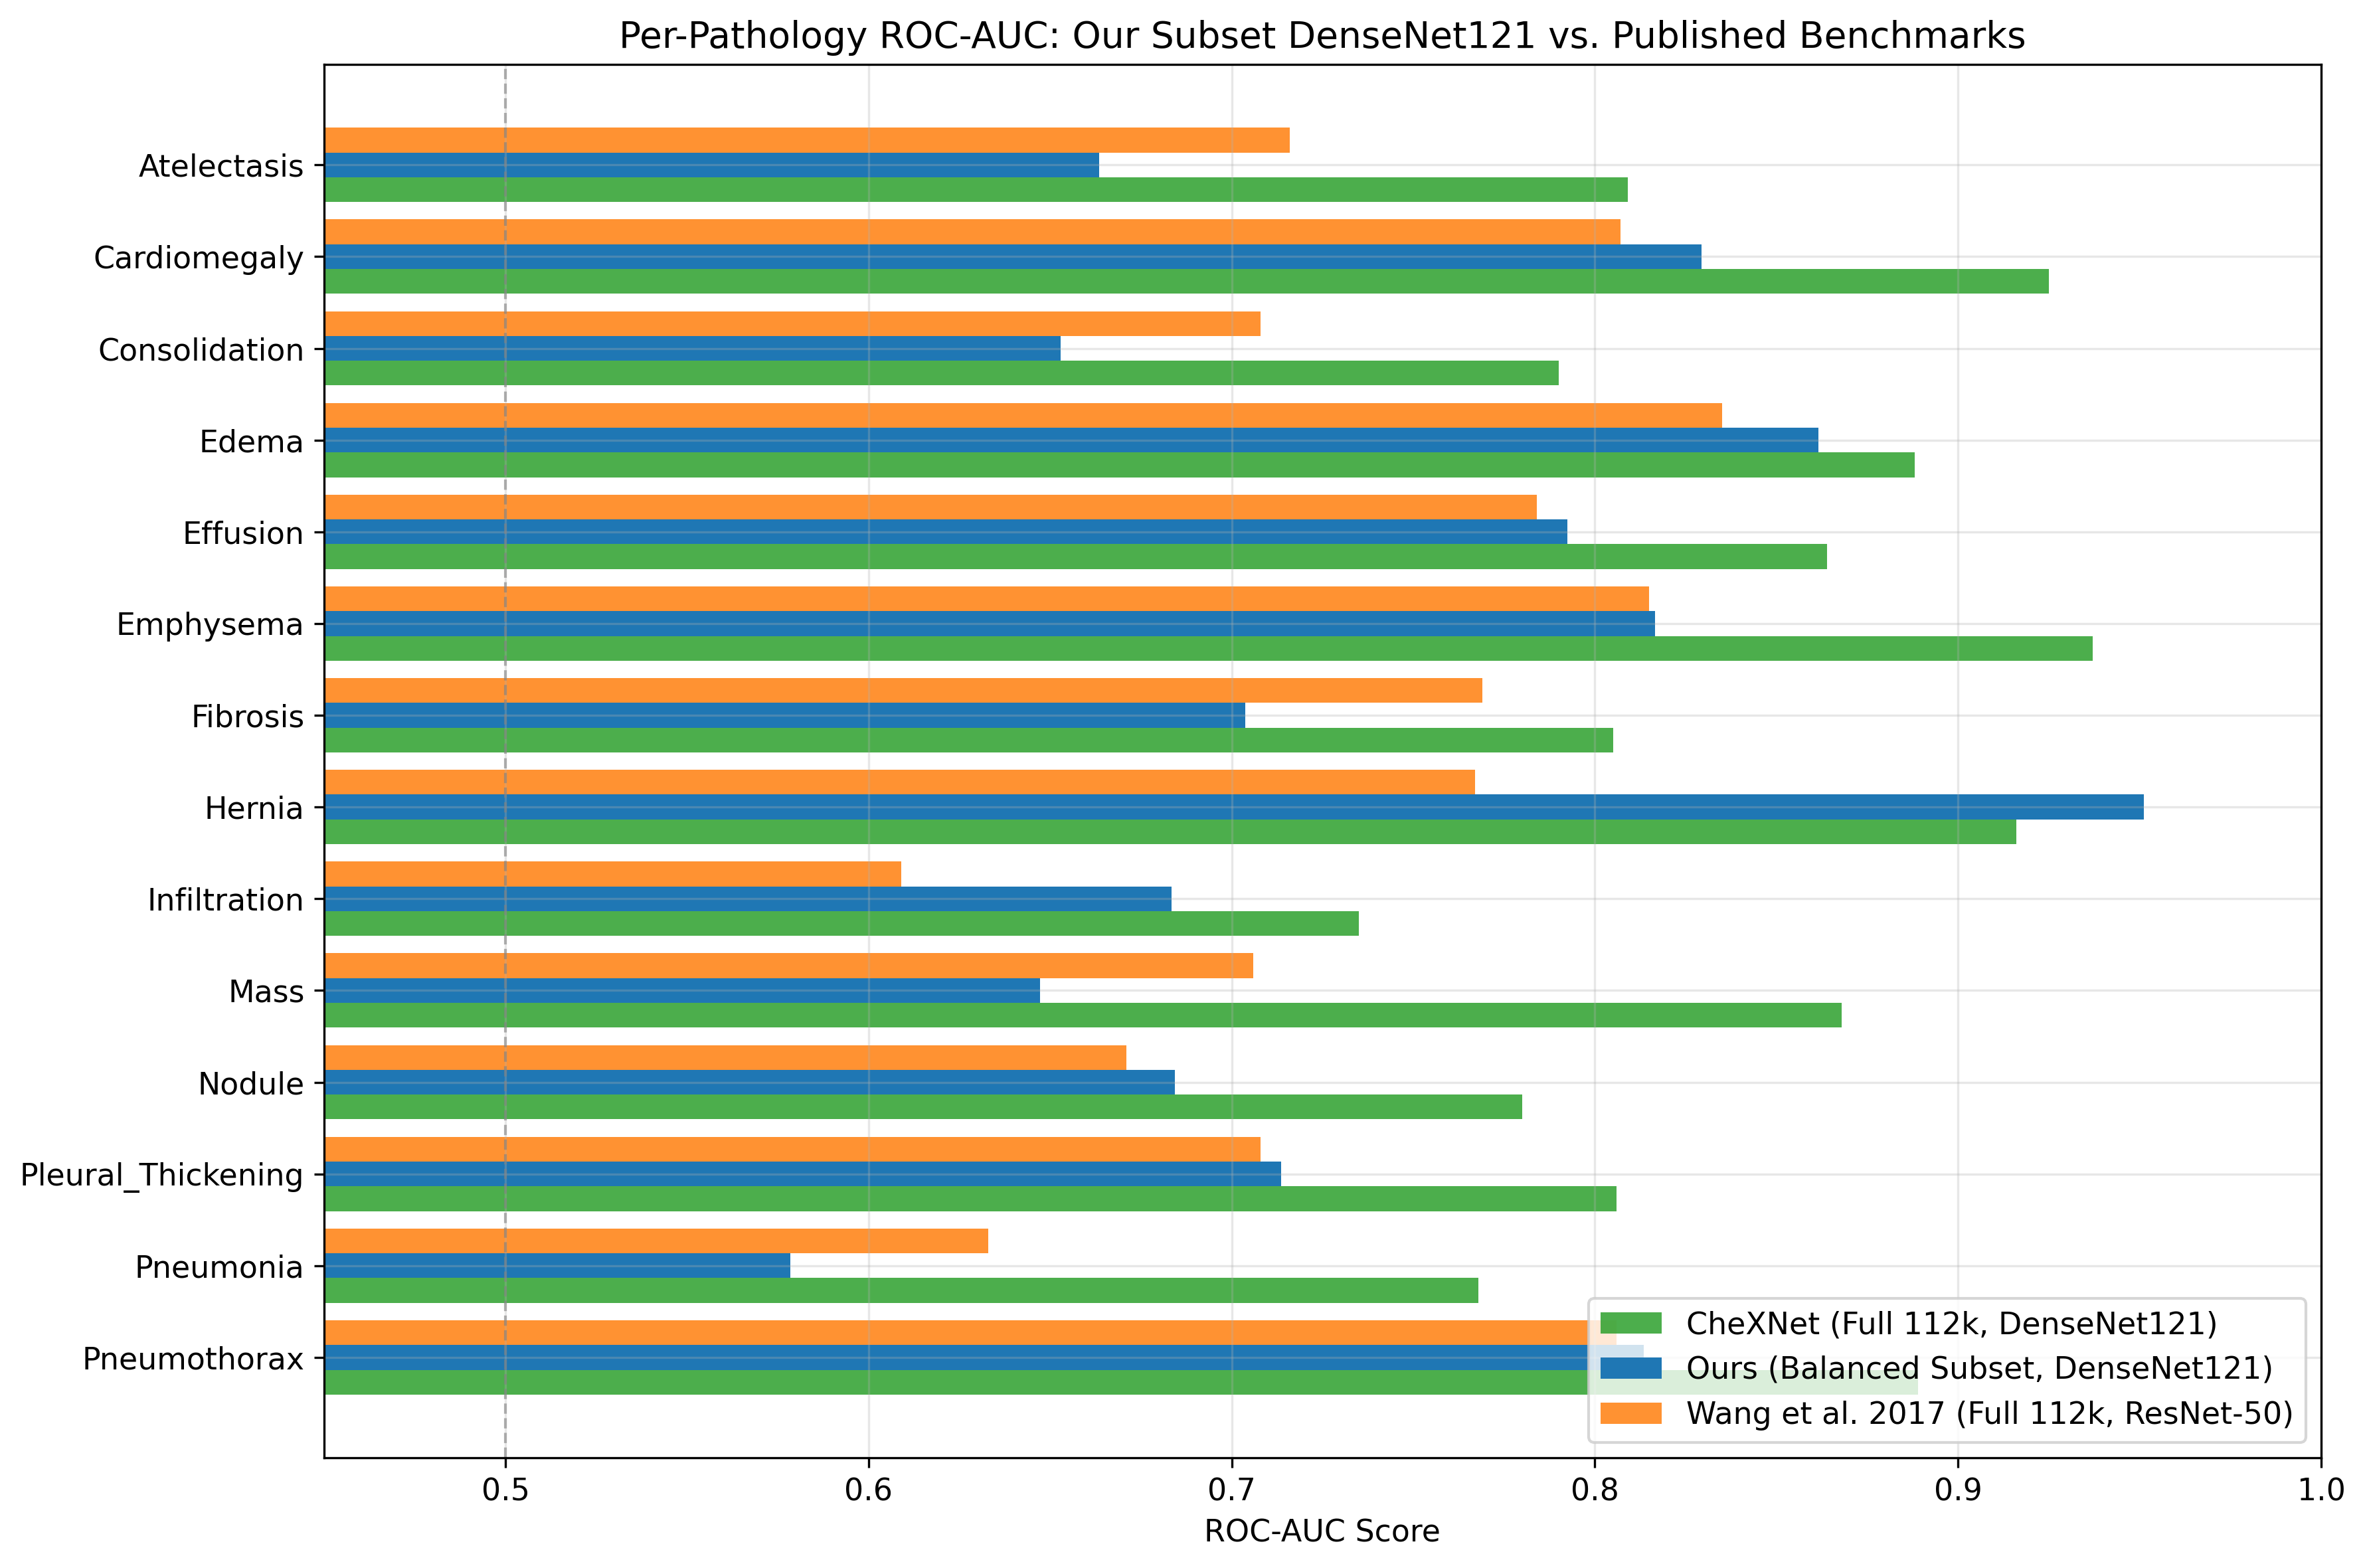 Per-Pathology ROC-AUC: Our Subset DenseNet121 vs. Published Benchmarks
Atelectasis
Cardiomegaly
Consolidation
Edema
Effusion
Emphysema
Fibrosis
Hernia
Infiltration
Mass
Nodule
Pleural_Thickening
Pneumonia
Pneumothorax
CheXNet (Full 112k, DenseNet121)
Ours (Balanced Subset, DenseNet121)
Wang et al. 2017 (Full 112k, ResNet-50)
0.5 0.6 0.7 0.8 0.9 1.0
ROC-AUC Score